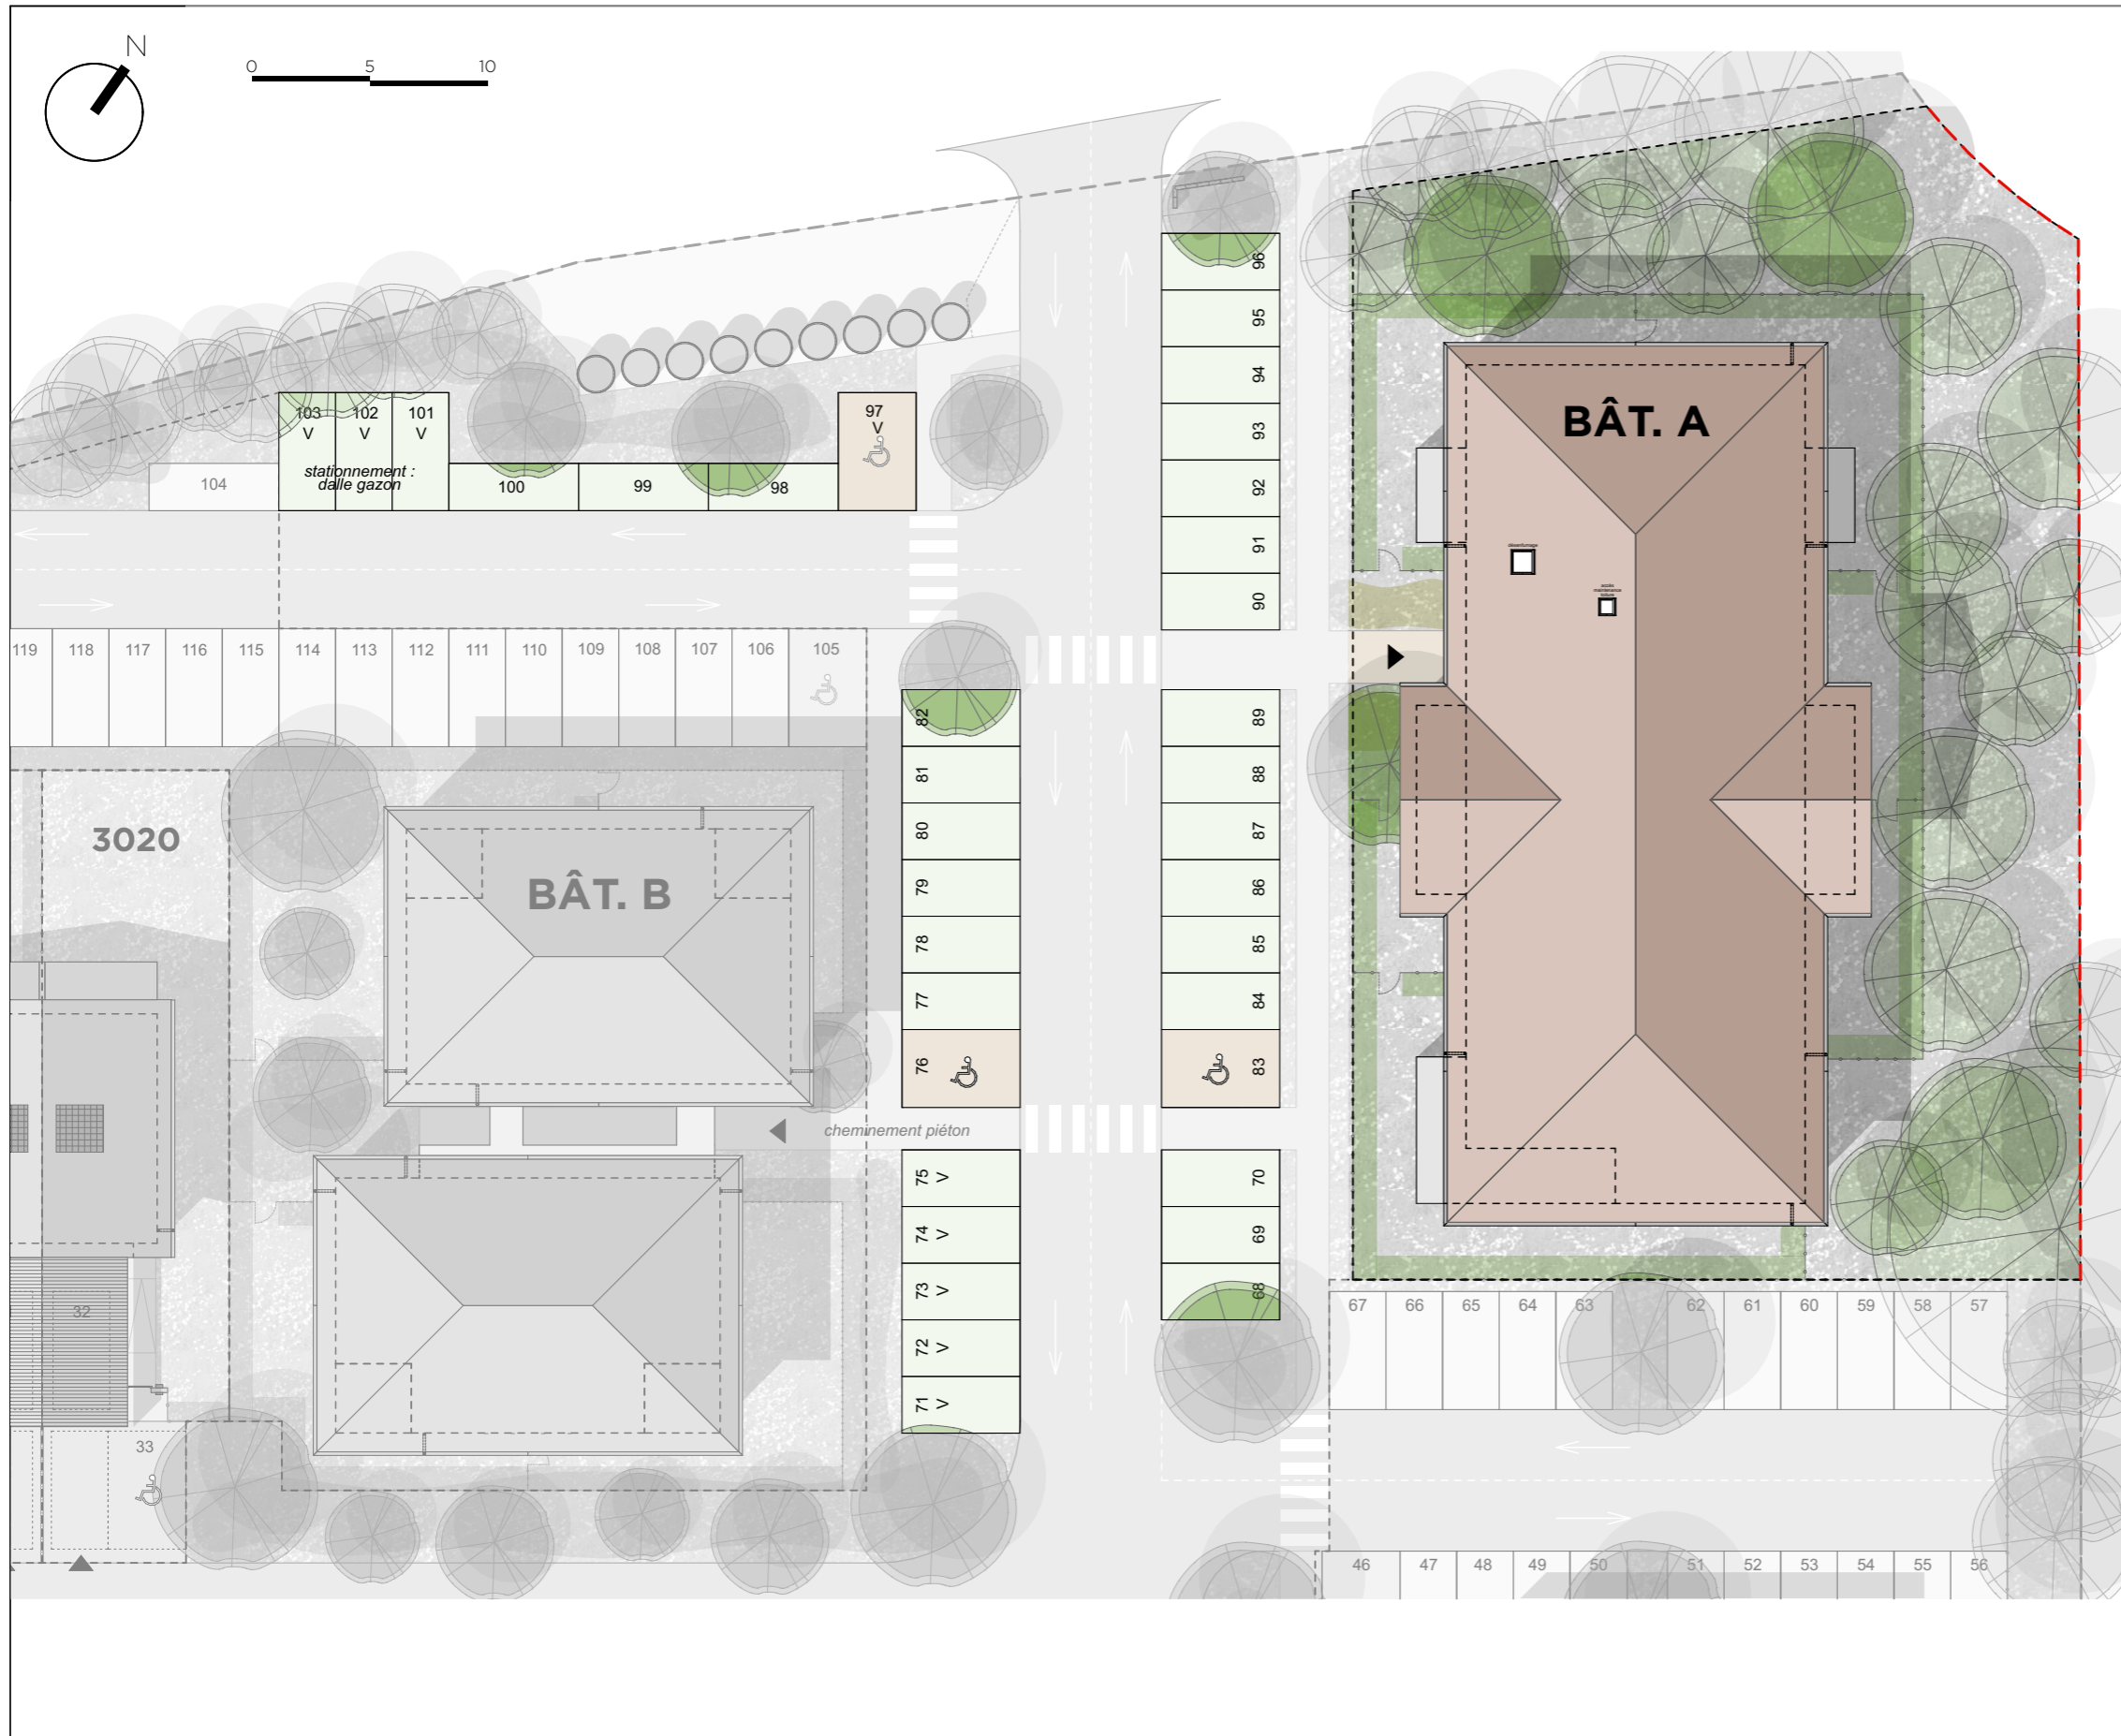 N
0 5 10
103 102 101
V V V
97
V
stationnement :
dalle gazon
104
100 99 98
96
95
94
93
92
91
90
BÂT. A
désenfumage
accès
maintenance
toiture
119 118 117 116 115 114 113 112 111 110 109 108 107 106 105
82
81
80
79
78
77
76
89
88
87
86
85
84
83
3020
BÂT. B
cheminement piéton
75 V
74 V
73 V
72 V
71 V
70
69
68
32
33
67 66 65 64 63 62 61 60 59 58 57
46 47 48 49 50 51 52 53 54 55 56